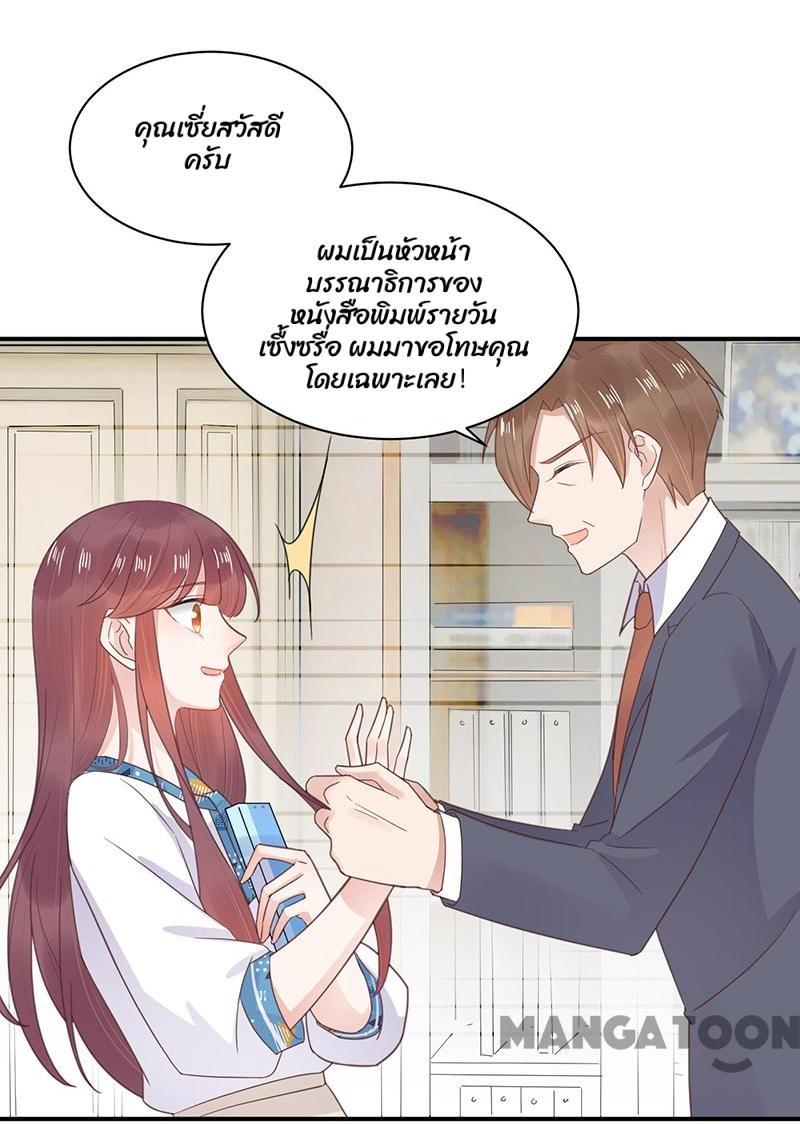 คุณเซี่ยสวัสดี
ครับ
ผมเป็นหัวหน้า
บรรณาธิการของ
หนังสือพิมพ์รายวัน
เซิ้งซรื่อ ผมมาขอโทษคุณ
โดยเฉพาะเลย!
MANGATOON